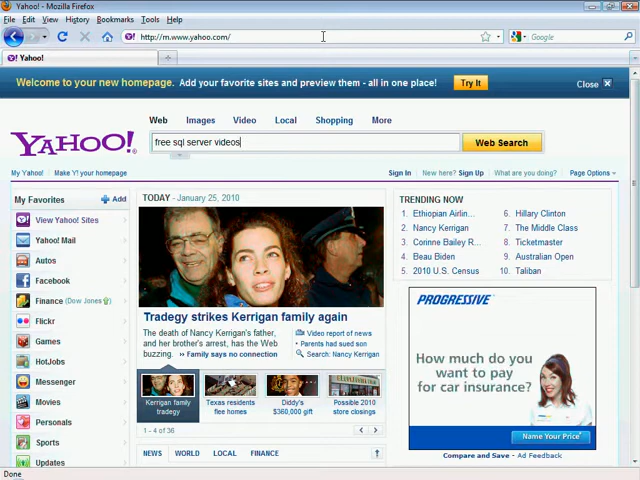 Yahoo! - Mozilla Firefox
File Edit View History Bookmarks Tools Help
http://m.www.yahoo.com/
Google
Yahoo!
Welcome to your new homepage. Add your favorite sites and preview them - all in one place! Try It Close
Web Images Video Local Shopping More
YAHOO!
free sql server videos
Web Search
My Yahoo! Make Y! your homepage
Sign In New here? Sign Up What are you doing? Page Options
My Favorites Add
View Yahoo! Sites
Yahoo! Mail
Autos
Facebook
Finance (Dow Jones)
Flickr
Games
HotJobs
Messenger
Movies
Personals
Sports
Updates
TODAY - January 25, 2010
Tradegy strikes Kerrigan family again
The death of Nancy Kerrigan's father,
and her brother's arrest, has the Web
buzzing. Family says no connection
Video report of news
Parents had sued son
Search: Nancy Kerrigan
Kerrigan family
tradegy
Texas residents
flee homes
Diddy's
$360,000 gift
Possible 2010
store closings
1 - 4 of 36
NEWS WORLD LOCAL FINANCE
TRENDING NOW
1. Ethiopian Airlin...
2. Nancy Kerrigan
3. Corinne Bailey R...
4. Beau Biden
5. 2010 U.S. Census
6. Hillary Clinton
7. The Middle Class
8. Ticketmaster
9. Australian Open
10. Taliban
PROGRESSIVE
How much do you
want to pay
for car insurance?
Name Your Price
Compare and Save - Ad Feedback
Done